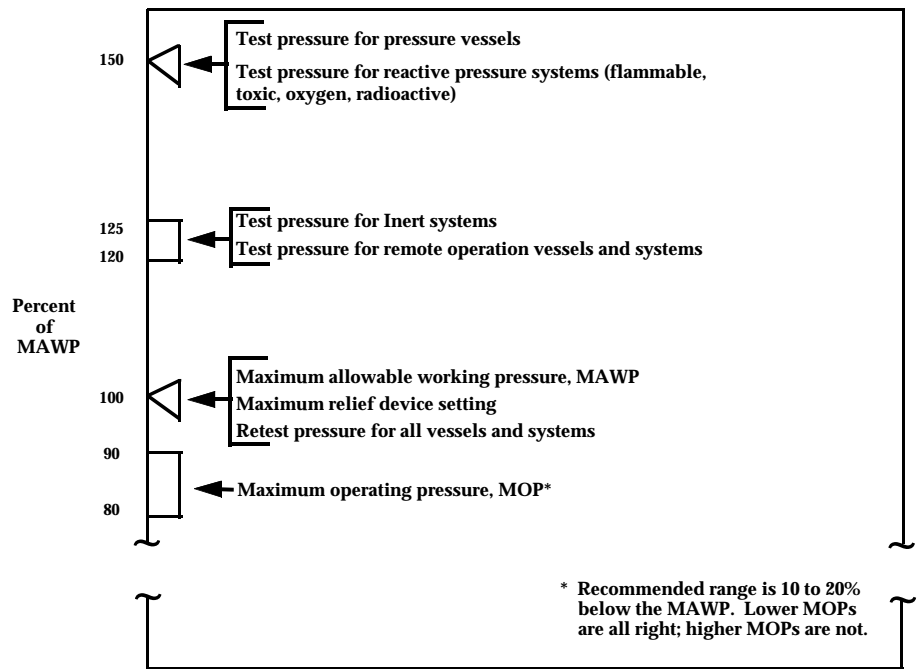 150
Test pressure for pressure vessels
Test pressure for reactive pressure systems (flammable,
toxic, oxygen, radioactive)
125
120
Test pressure for Inert systems
Test pressure for remote operation vessels and systems
Percent
of
MAWP
100
Maximum allowable working pressure, MAWP
Maximum relief device setting
Retest pressure for all vessels and systems
90
80
Maximum operating pressure, MOP*
* Recommended range is 10 to 20%
below the MAWP. Lower MOPs
are all right; higher MOPs are not.